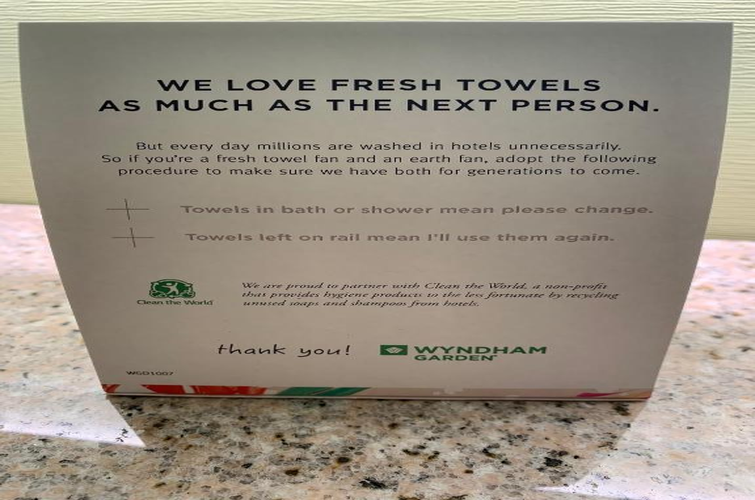 WE LOVE FRESH TOWELS
AS MUCH AS THE NEXT PERSON.
But every day millions are washed in hotels unnecessarily.
So if you're a fresh towel fan and an earth fan, adopt the following
procedure to make sure we have both for generations to come.
Towels in bath or shower mean please change.
Towels left on rail mean I'll use them again.
Clean the World
We are proud to partner with Clean the World, a non-profit
that provides hygiene products to the less fortunate by recycling
unused soaps and shampoos from hotels.
thank you!
WYNDHAM
GARDEN
WGD1007